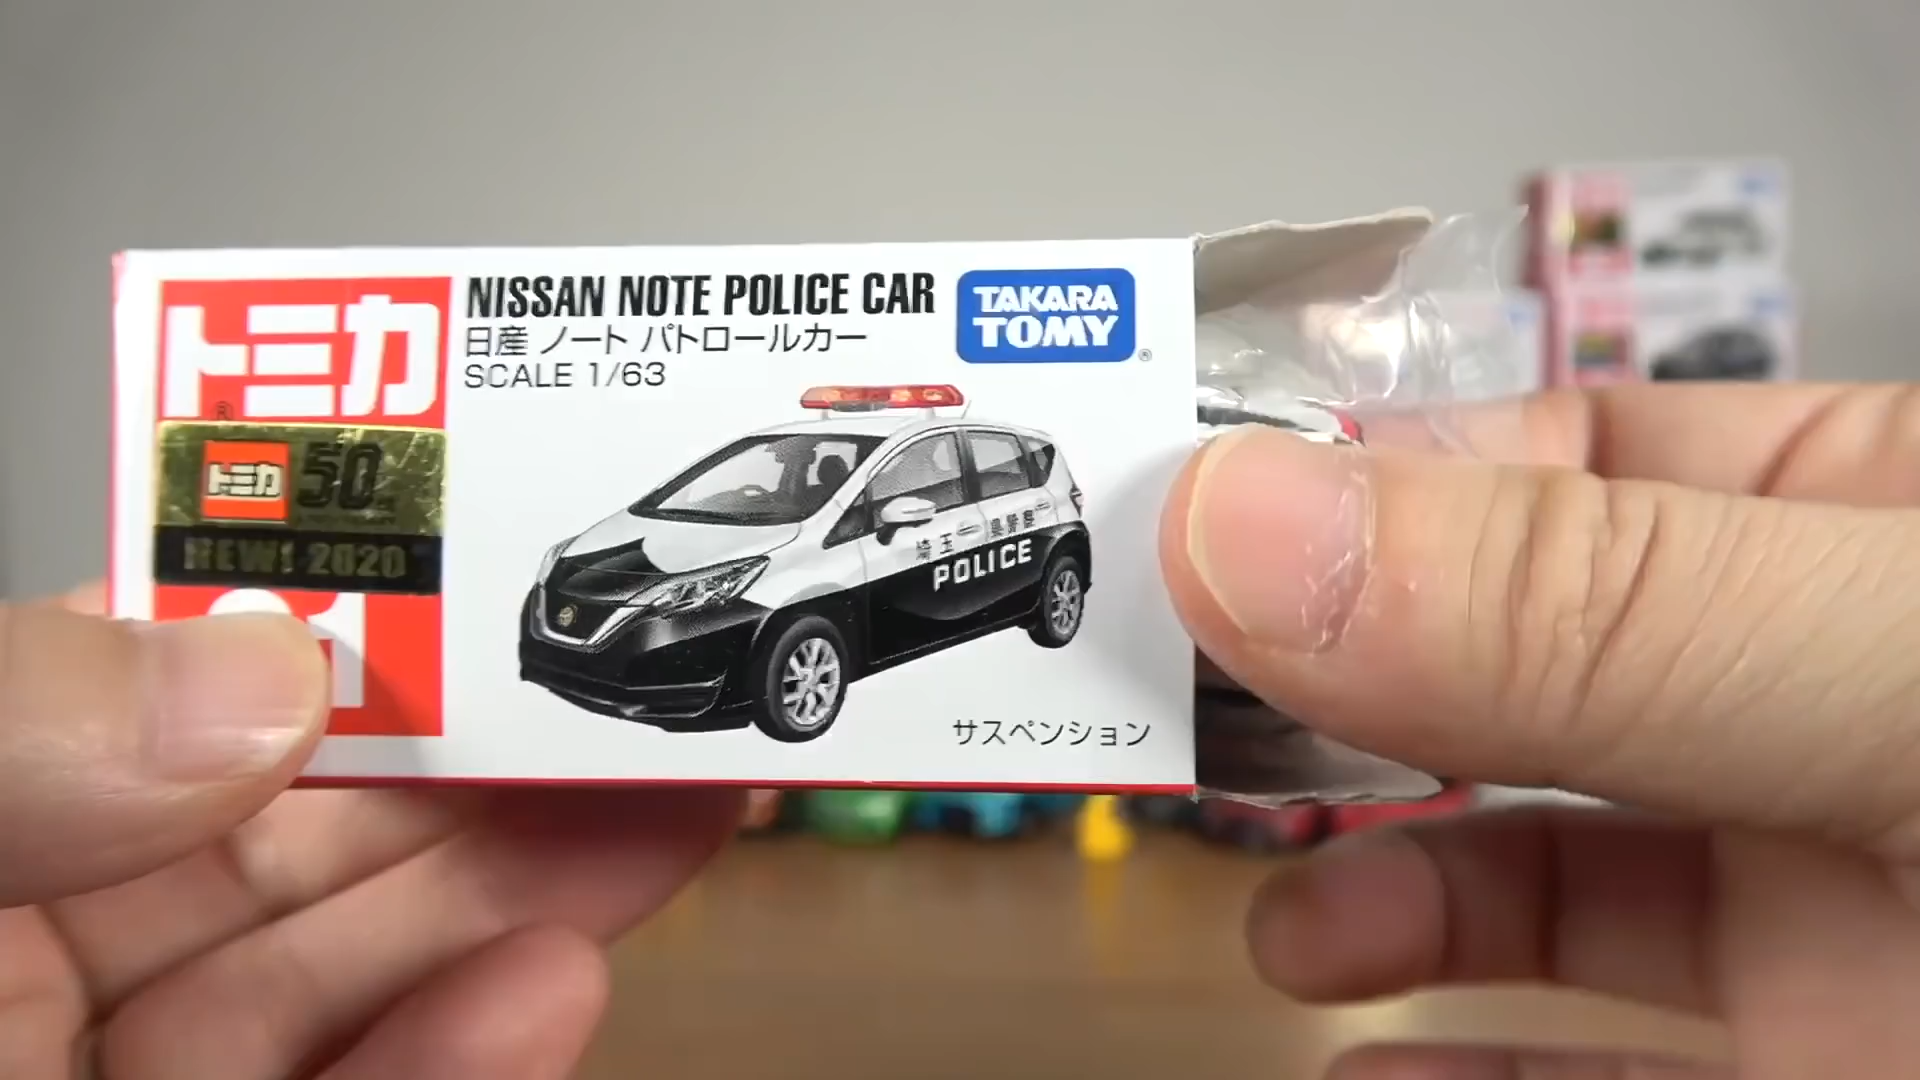 トミカ
NISSAN NOTE POLICE CAR
日産 ノート パトロールカー
SCALE 1/63
TAKARA
TOMY
トミカ 50
NEW! 2020
埼玉県警察
POLICE
サスペンション